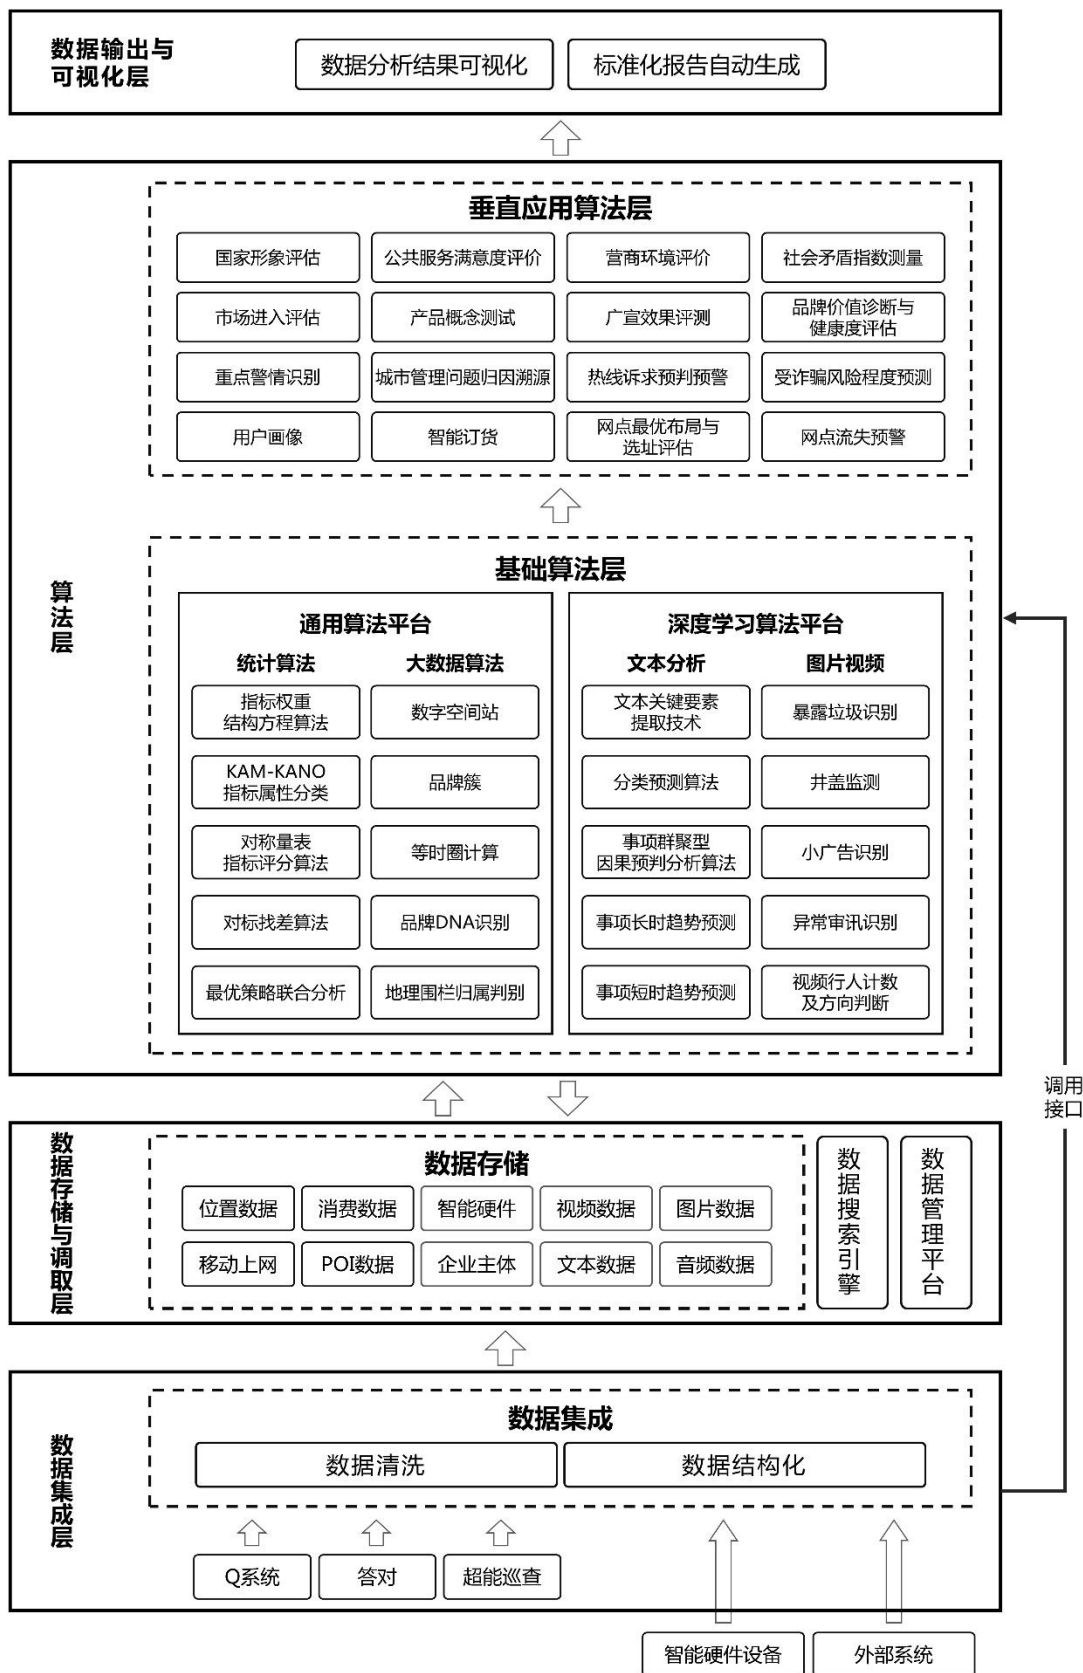 数据输出与
可视化层
数据分析结果可视化
标准化报告自动生成
算法层
垂直应用算法层
国家形象评估
公共服务满意度评价
营商环境评价
社会矛盾指数测量
市场进入评估
产品概念测试
广宣效果评测
品牌价值诊断与
健康度评估
重点警情识别
城市管理问题归因溯源
热线诉求预判预警
受诈骗风险程度预测
用户画像
智能订货
网点最优布局与
选址评估
网点流失预警
基础算法层
通用算法平台
统计算法
大数据算法
指标权重
结构方程算法
数字空间站
KAM-KANO
指标属性分类
品牌簇
对称量表
指标评分算法
等时圈计算
对标找差算法
品牌DNA识别
最优策略联合分析
地理围栏归属判别
深度学习算法平台
文本分析
图片视频
文本关键要素
提取技术
暴露垃圾识别
分类预测算法
井盖监测
事项群聚型
因果预判分析算法
小广告识别
事项长时趋势预测
异常审讯识别
事项短时趋势预测
视频行人计数
及方向判断
调用
接口
数据存储与调取层
数据存储
位置数据
消费数据
智能硬件
视频数据
图片数据
移动上网
POI数据
企业主体
文本数据
音频数据
数据搜索引擎
数据管理平台
数据集成层
数据集成
数据清洗
数据结构化
Q系统
答对
超能巡查
智能硬件设备
外部系统